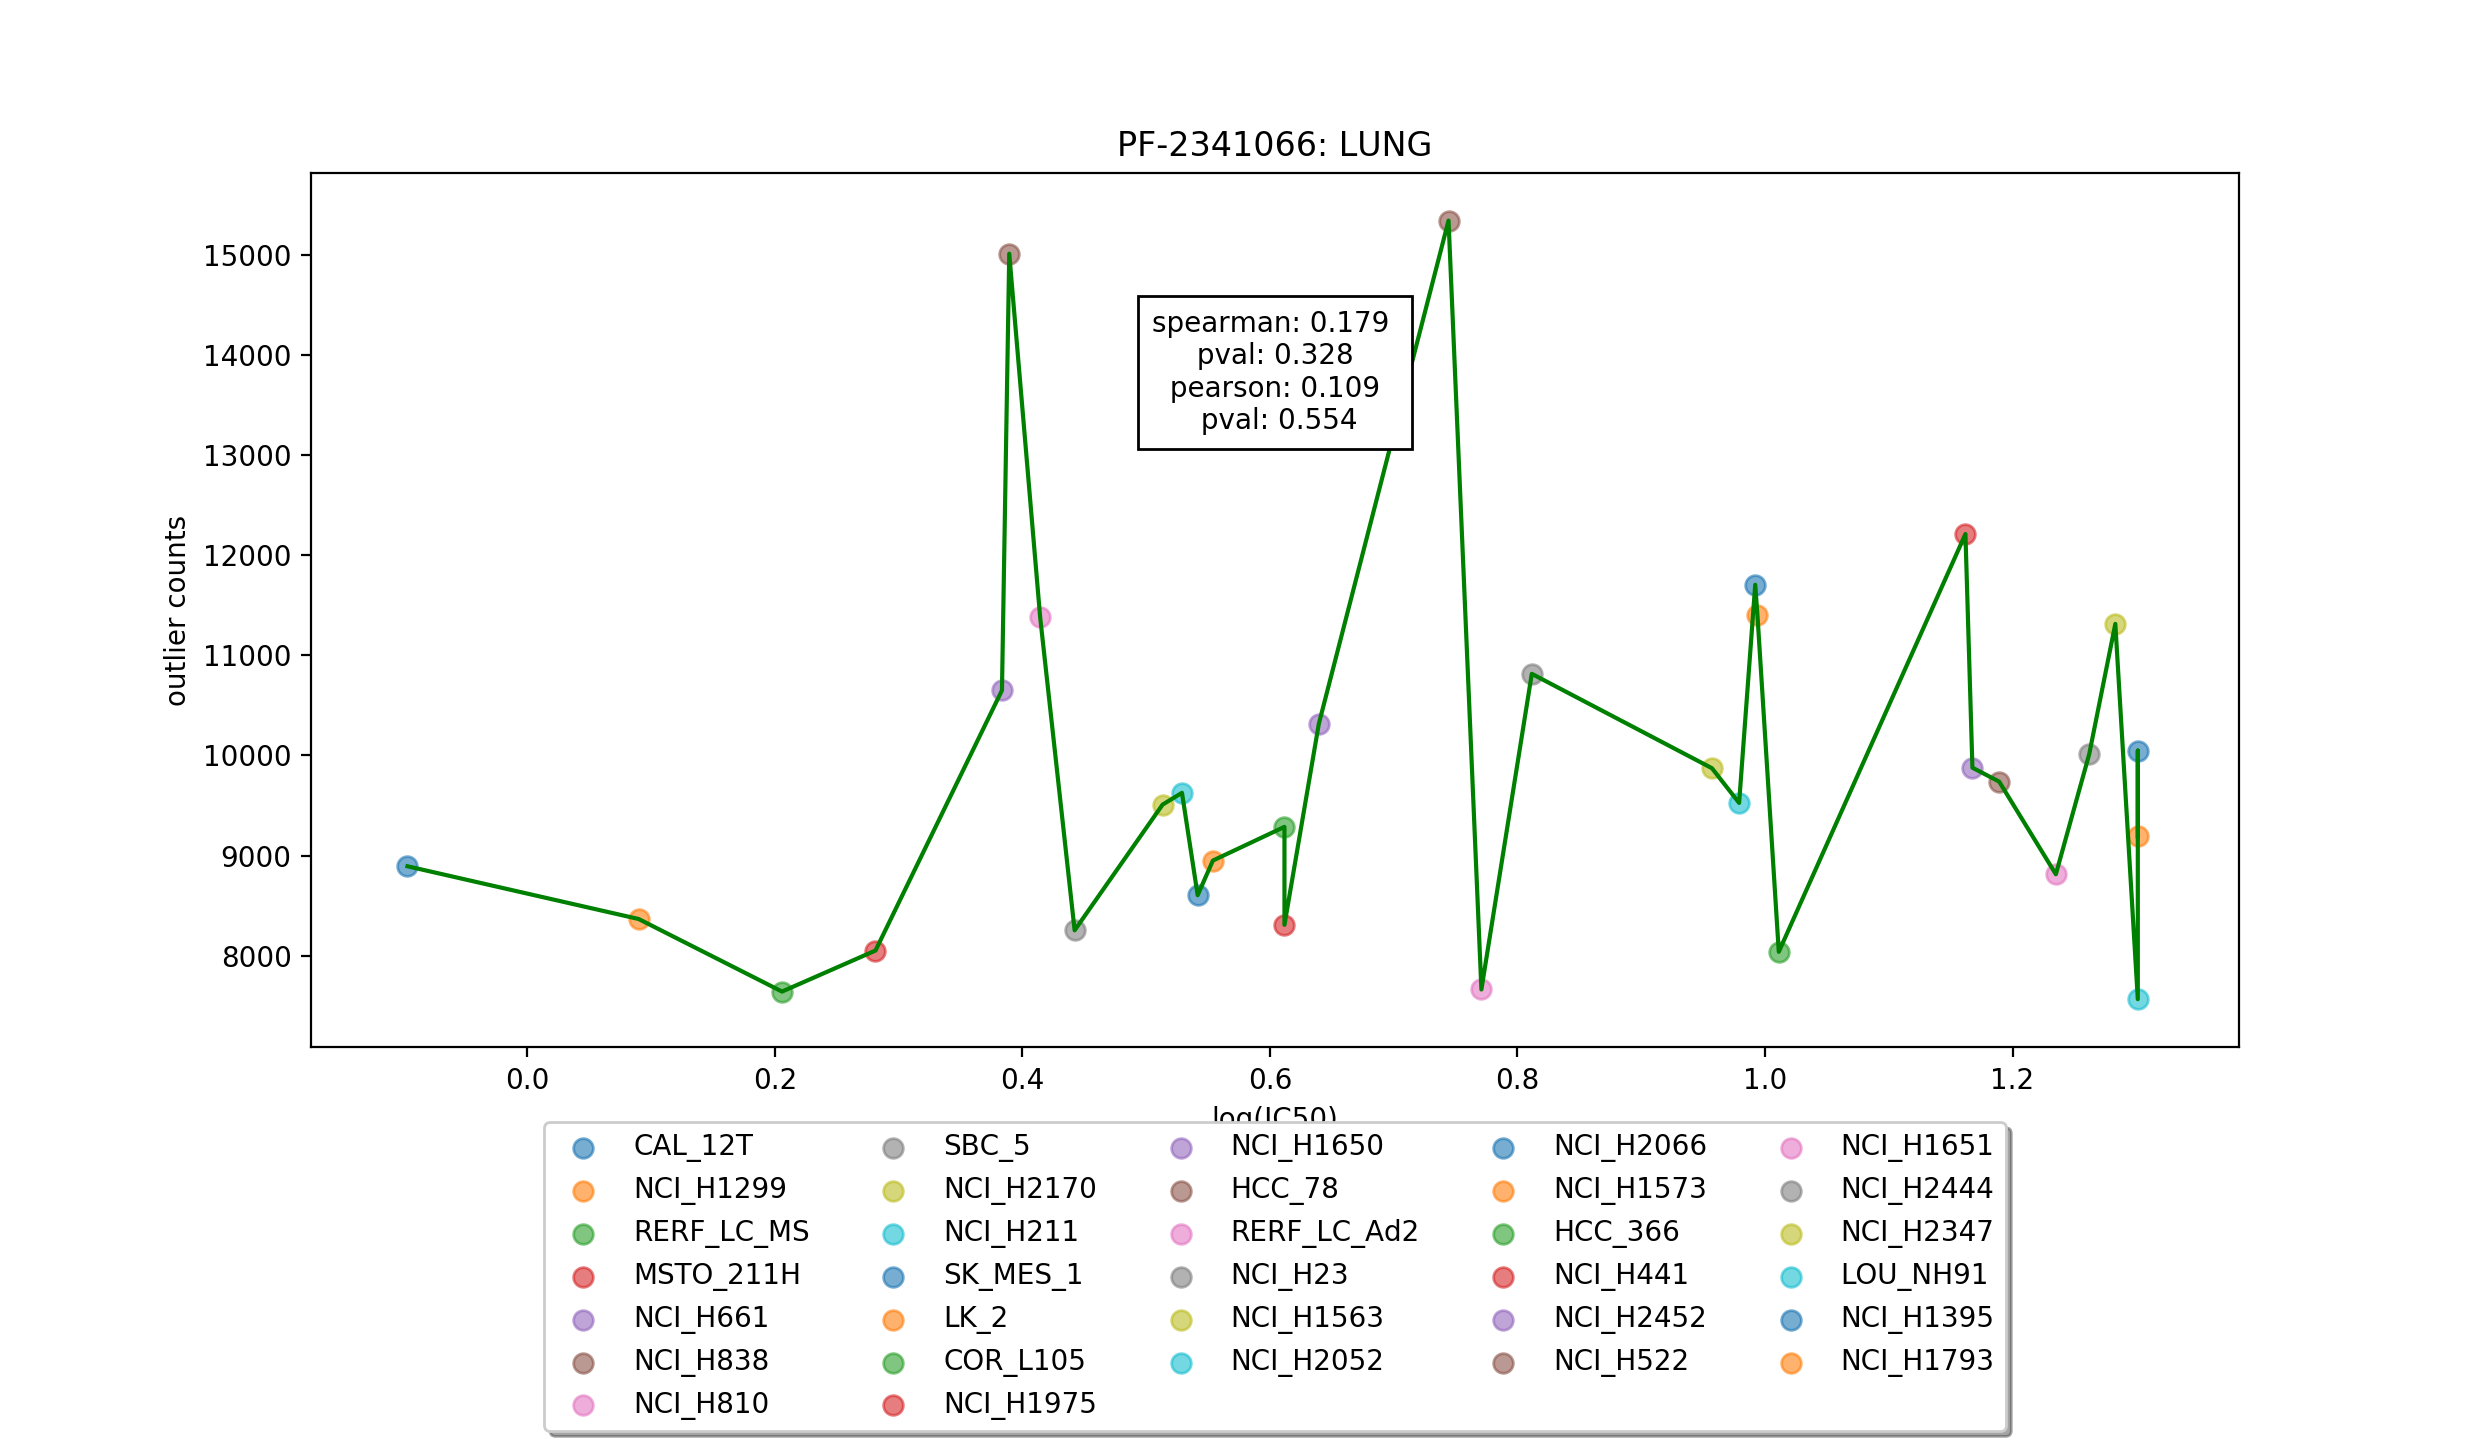 PF-2341066: LUNG
spearman: 0.179
pval: 0.328
pearson: 0.109
pval: 0.554
outlier counts
15000
14000
13000
12000
11000
10000
9000
8000
0.0 0.2 0.4 0.6 0.8 1.0 1.2
log(IC50)
CAL_12T SBC_5 NCI_H1650 NCI_H2066 NCI_H1651
NCI_H1299 NCI_H2170 HCC_78 NCI_H1573 NCI_H2444
RERF_LC_MS NCI_H211 RERF_LC_Ad2 HCC_366 NCI_H2347
MSTO_211H SK_MES_1 NCI_H23 NCI_H441 LOU_NH91
NCI_H661 LK_2 NCI_H1563 NCI_H2452 NCI_H1395
NCI_H838 COR_L105 NCI_H2052 NCI_H522 NCI_H1793
NCI_H810 NCI_H1975